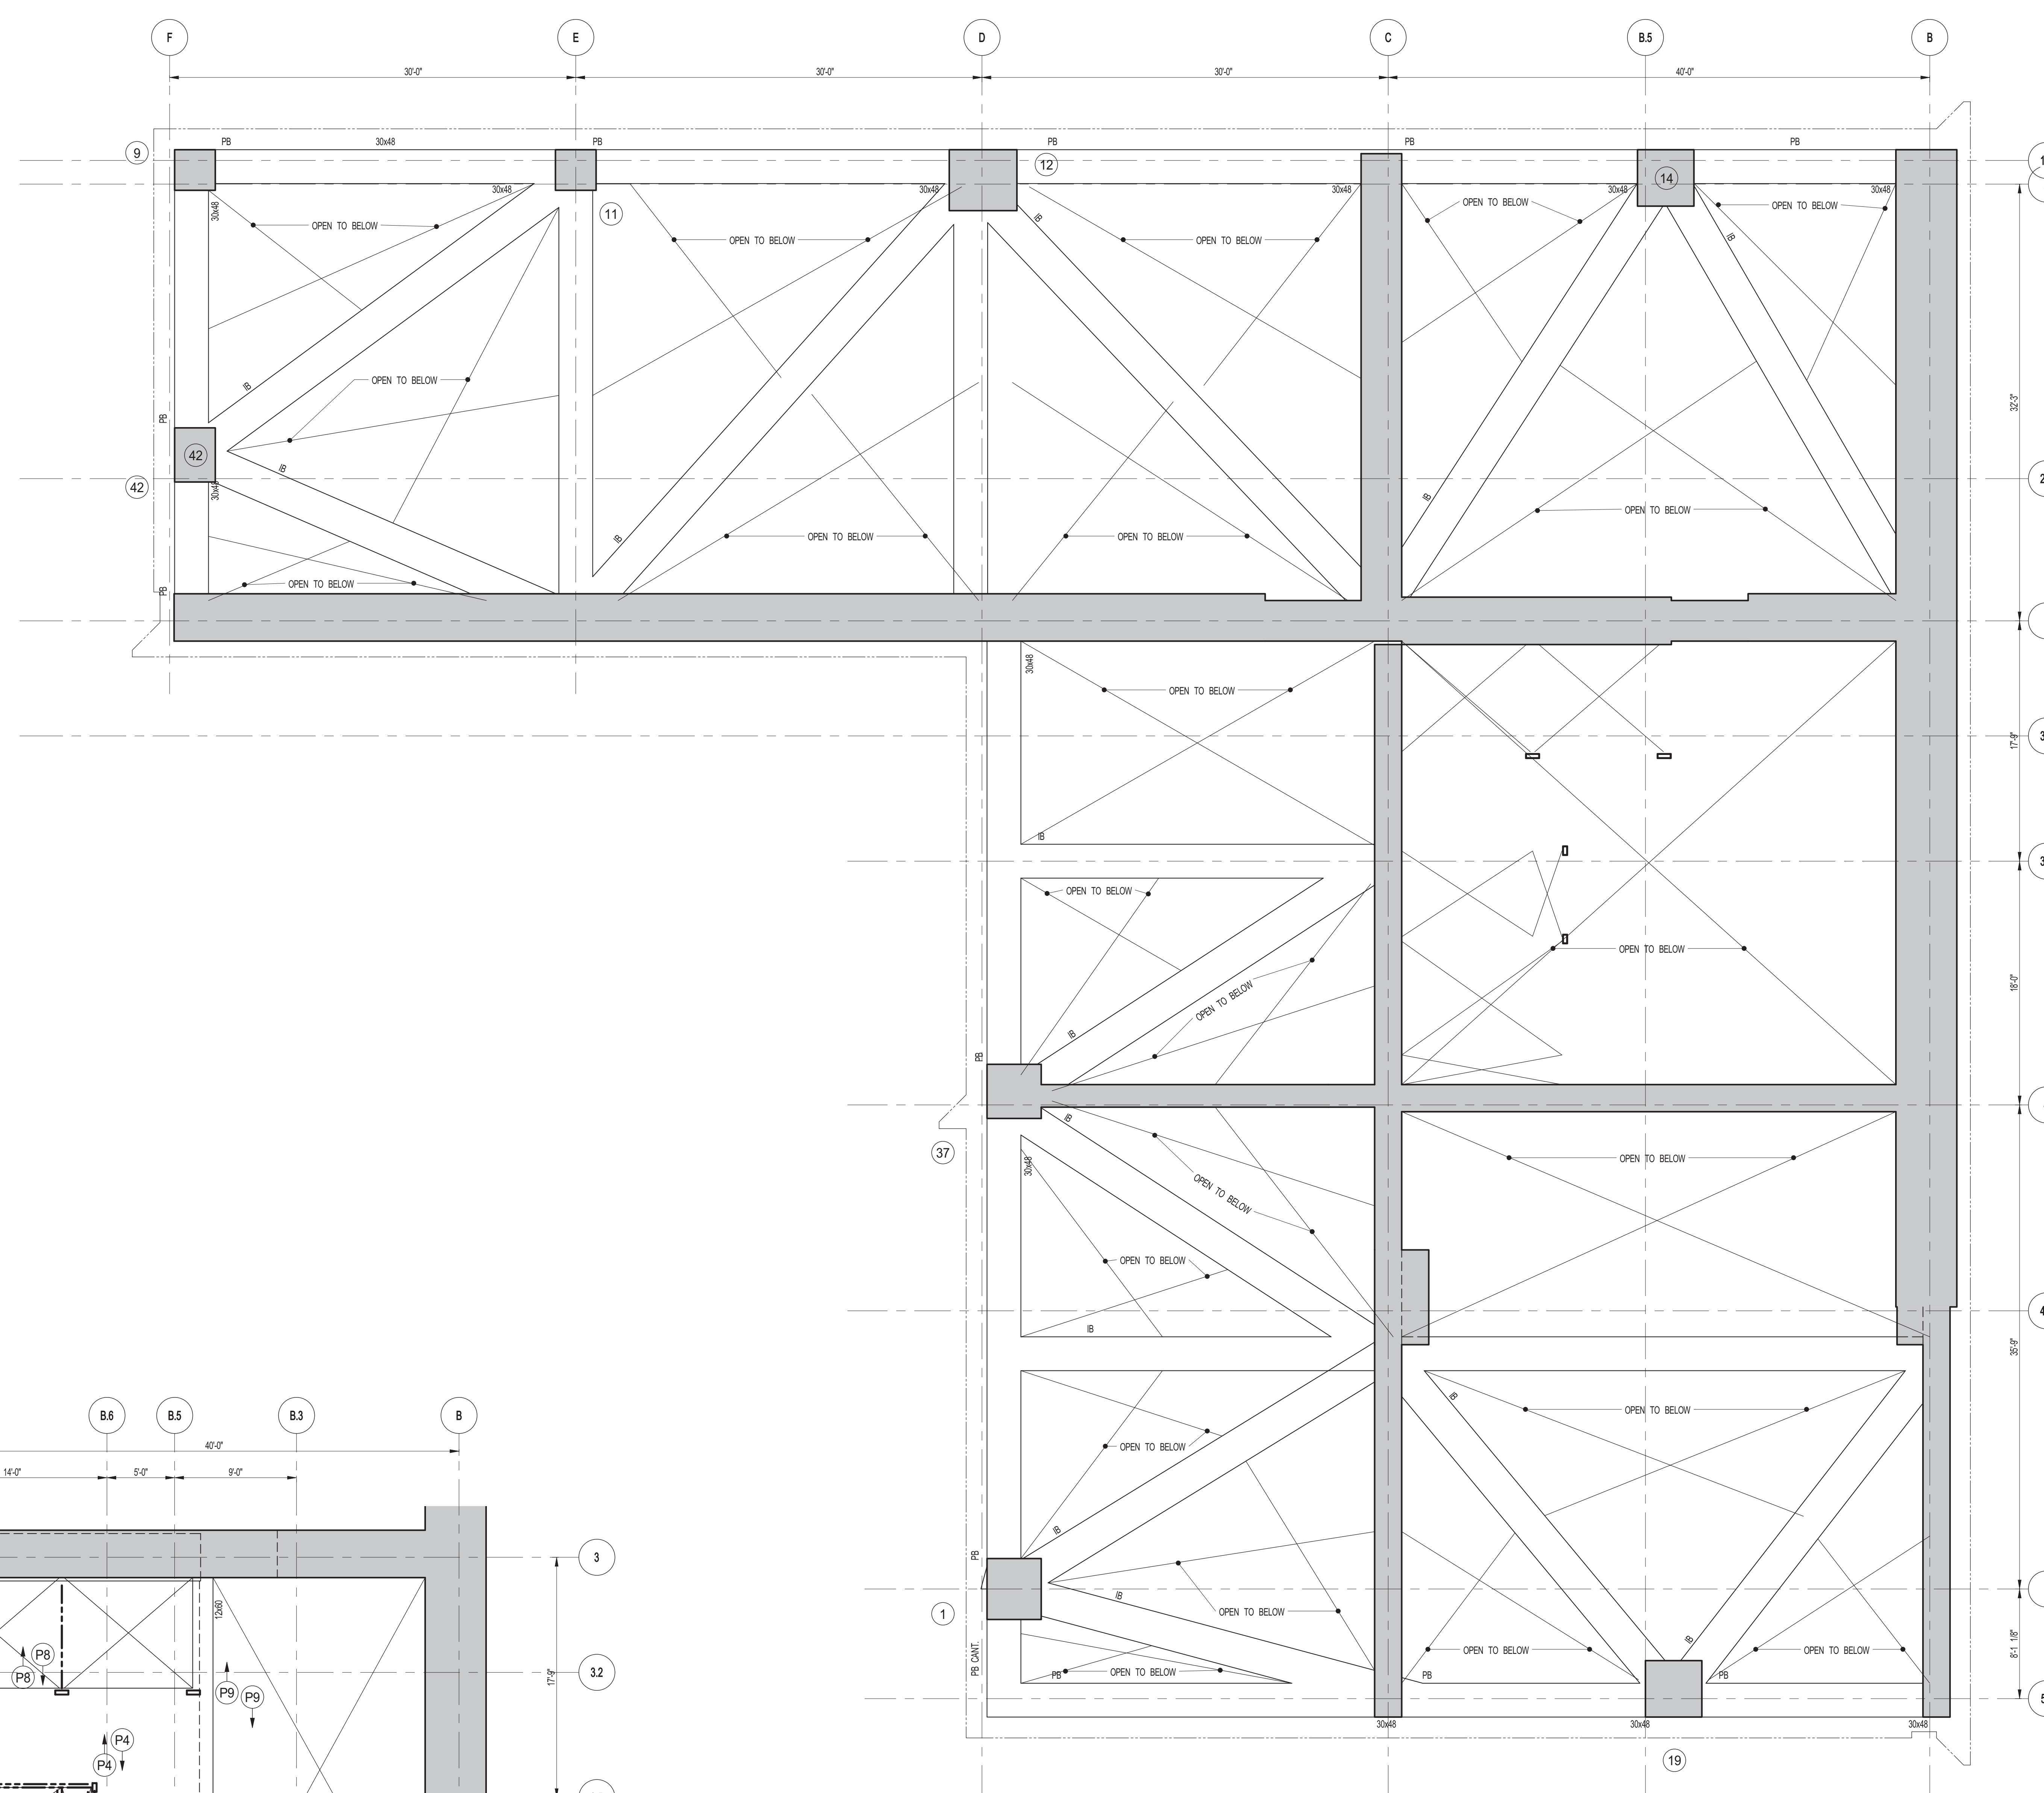 F E D C B.5 B
30'-0" 30'-0" 30'-0" 40'-0"
PB 30x48 PB PB PB PB
9 12 14
30x48 30x48 30x48 30x48 30x48
30x48
11
IB IB
OPEN TO BELOW OPEN TO BELOW OPEN TO BELOW OPEN TO BELOW OPEN TO BELOW
OPEN TO BELOW
32'-3"
IB
PB
42
IB
42
30x48
IB
OPEN TO BELOW
IB
OPEN TO BELOW OPEN TO BELOW
OPEN TO BELOW
PB
30x48
OPEN TO BELOW
17'-9"
IB
OPEN TO BELOW
OPEN TO BELOW
OPEN TO BELOW
18'-0"
IB
PB
IB
37
30x48
OPEN TO BELOW
OPEN TO BELOW
OPEN TO BELOW
4
IB
35'-9"
IB
OPEN TO BELOW
OPEN TO BELOW
IB
PB
IB
1
OPEN TO BELOW
PB CANT.
IB
OPEN TO BELOW OPEN TO BELOW
8'-1 1/8"
PB
OPEN TO BELOW
PB PB
30x48 30x48 30x48
19
B.6 B.5 B.3 B
40'-0"
14'-0" 5'-0" 9'-0"
3
12x60
P8
P8
3.2
17'-9"
P9
P9
P4
P4